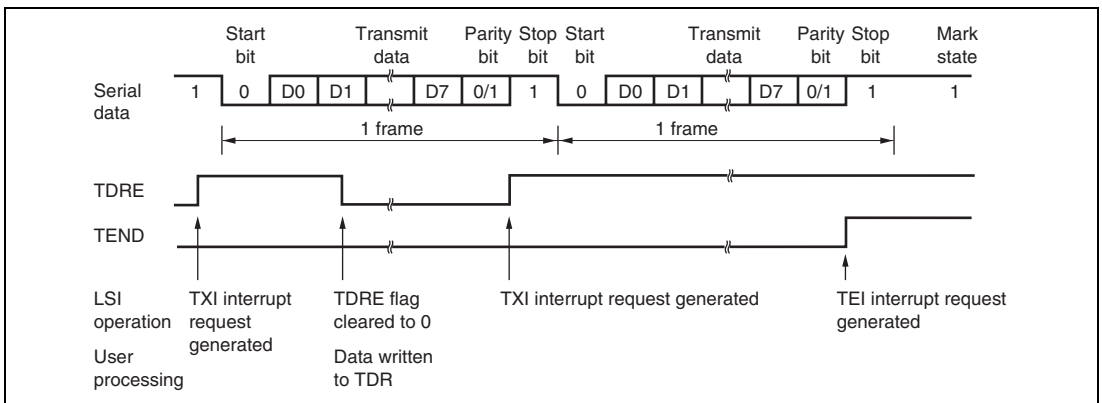 Start bit Transmit data Parity bit Stop bit Start bit Transmit data Parity bit Stop bit Mark state
Serial data 1 0 D0 D1 D7 0/1 1 0 D0 D1 D7 0/1 1 1
1 frame 1 frame
TDRE
TEND
LSI operation TXI interrupt request generated TDRE flag cleared to 0 TXI interrupt request generated TEI interrupt request generated
User processing Data written to TDR